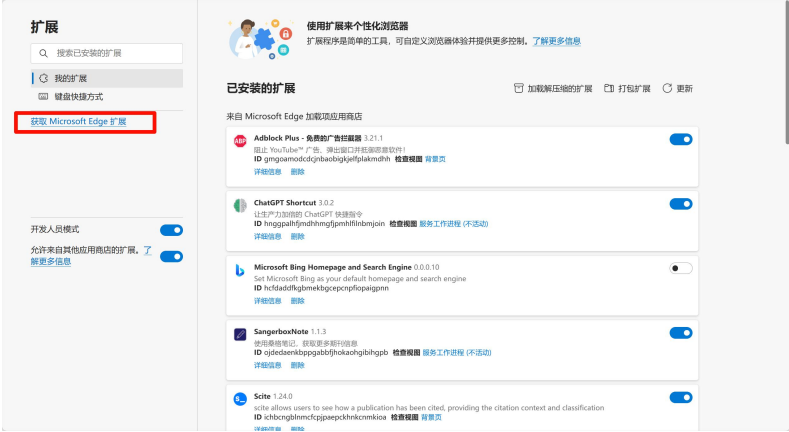 扩展
搜索已安装的扩展
我的扩展
键盘快捷方式
获取 Microsoft Edge 扩展
开发人员模式
允许来自其他应用商店的扩展。了
解更多信息
使用扩展来个性化浏览器
扩展程序是简单的工具，可自定义浏览器体验并提供更多控制。了解更多信息
已安装的扩展
加载解压缩的扩展 打包扩展 更新
来自 Microsoft Edge 加载项应用商店
ABP
Adblock Plus - 免费的广告拦截器 3.21.1
阻止 YouTube™ 广告、弹出窗口并抵御恶意软件!
ID gmgoamodcdcjnbaobigkjelfplakmdhh 检查视图 背景页
详细信息 删除
ChatGPT Shortcut 3.0.2
让生产力加倍的 ChatGPT 快捷指令
ID hnggpalhfjmdhhmgfjpmhlfilnbmjoin 检查视图 服务工作进程 (不活动)
详细信息 删除
Microsoft Bing Homepage and Search Engine 0.0.0.10
Set Microsoft Bing as your default homepage and search engine
ID hcfdaddfkgbmekbgcepcnpfiopaigpnn
详细信息 删除
SangerboxNote 1.1.3
使用桑格笔记，获取更多期刊信息
ID ojdedaenkbppgabbfjhokaohgibihgpb 检查视图 服务工作进程 (不活动)
详细信息 删除
Scite 1.24.0
scite allows users to see how a publication has been cited, providing the citation context and classification
ID ichbcngblnmcfcpjpaepckhnkcnmkioa 检查视图 背景页
详细信息 删除